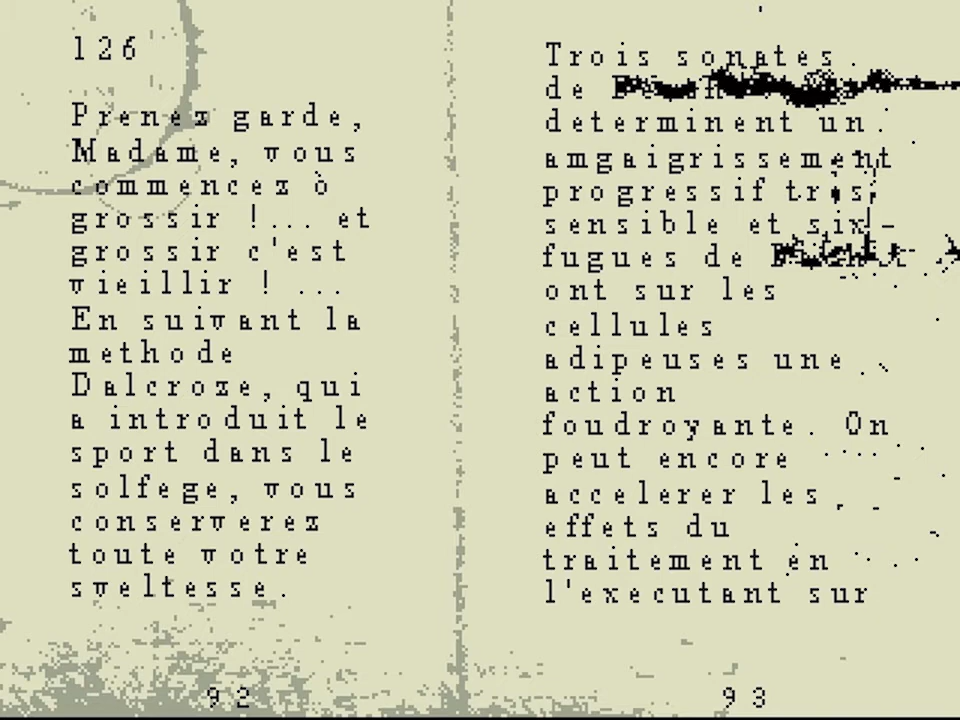 126
Prenez garde,
Madame, vous
commencez ò
grossir !... et
grossir c'est
vieillir ! ...
En suivant la
methode
Dalcroze, qui
a introduit le
sport dans le
solfege, vous
conserverez
toute votre
sveltesse.
92
Trois sonates
de
determinent un
amgaigrissement
progressif tres
sensible et six
fugues de
ont sur les
cellules
adipeuses une
action
foudroyante. On
peut encore
accelerer les
effets du
traitement en
l'executant sur
93